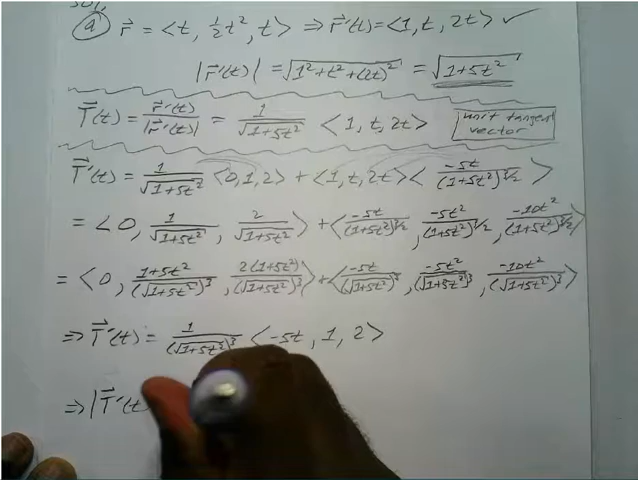 Sol.
ⓐ r⃗ = <t, ½t², t> ⇒ r⃗'(t) = <1, t, 2t> ✓
|r⃗'(t)| = √(1²+t²+(2t)²) = √(1+5t²)
T⃗(t) = r⃗'(t)/|r⃗'(t)| = 1/√(1+5t²) <1, t, 2t> unit tangent vector
T⃗'(t) = 1/√(1+5t²) <0,1,2> + <1,t,2t> < -5t/(1+5t²)^(3/2) >
= <0, 1/√(1+5t²), 2/√(1+5t²)> + <-5t/(1+5t²)^(3/2), -5t²/(1+5t²)^(3/2), -10t²/(1+5t²)^(3/2)>
= <0, 1+5t²/(√(1+5t²))³, 2(1+5t²)/(√(1+5t²))³> + <-5t/(√(1+5t²))³, -5t²/(√(1+5t²))³, -10t²/(√(1+5t²))³>
⇒ T⃗'(t) = 1/(√(1+5t²))³ <-5t, 1, 2>
⇒ |T⃗'(t)